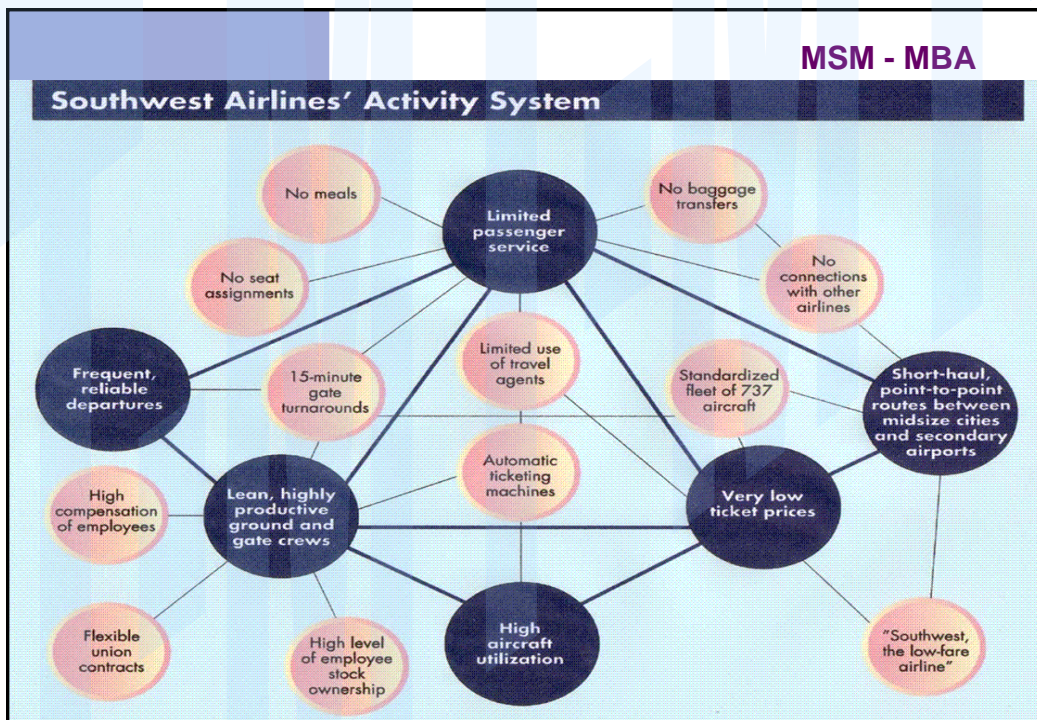 MSM - MBA
Southwest Airlines’ Activity System
No meals
No baggage
transfers
Limited
passenger
service
No seat
assignments
No
connections
with other
airlines
Frequent,
reliable
departures
15-minute
gate
turnarounds
Limited use
of travel
agents
Standardized
fleet of 737
aircraft
Short-haul,
point-to-point
routes between
midsize cities
and secondary
airports
High
compensation
of employees
Lean, highly
productive
ground and
gate crews
Automatic
ticketing
machines
Very low
ticket prices
Flexible
union
contracts
High level
of employee
stock
ownership
High
aircraft
utilization
"Southwest,
the low-fare
airline"